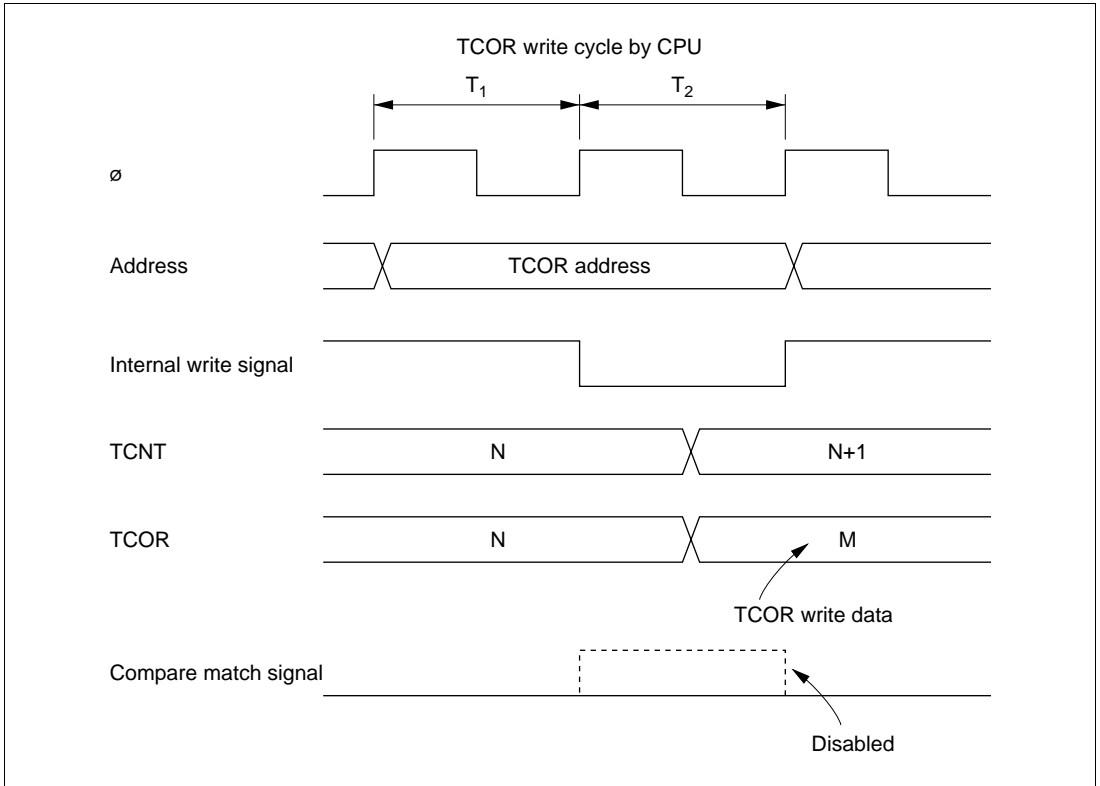 TCOR write cycle by CPU
T₁ T₂
ø
Address TCOR address
Internal write signal
TCNT N N+1
TCOR N M
TCOR write data
Compare match signal
Disabled